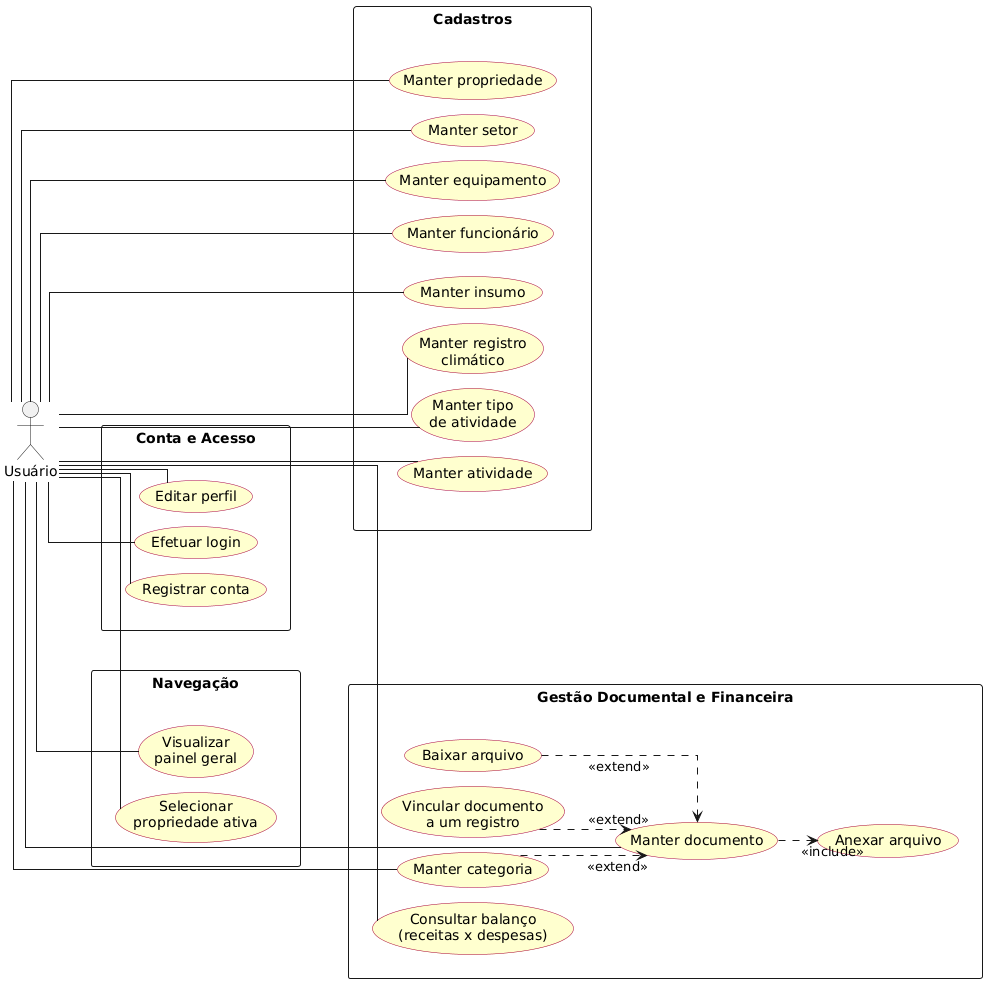 Cadastros
Manter propriedade
Manter setor
Manter equipamento
Manter funcionário
Manter insumo
Manter registro
climático
Manter tipo
de atividade
Manter atividade
Usuário
Conta e Acesso
Editar perfil
Efetuar login
Registrar conta
Navegação
Visualizar
painel geral
Selecionar
propriedade ativa
Gestão Documental e Financeira
Baixar arquivo
«extend»
Vincular documento
a um registro
«extend»
Manter documento
«include»
Anexar arquivo
Manter categoria
«extend»
Consultar balanço
(receitas x despesas)